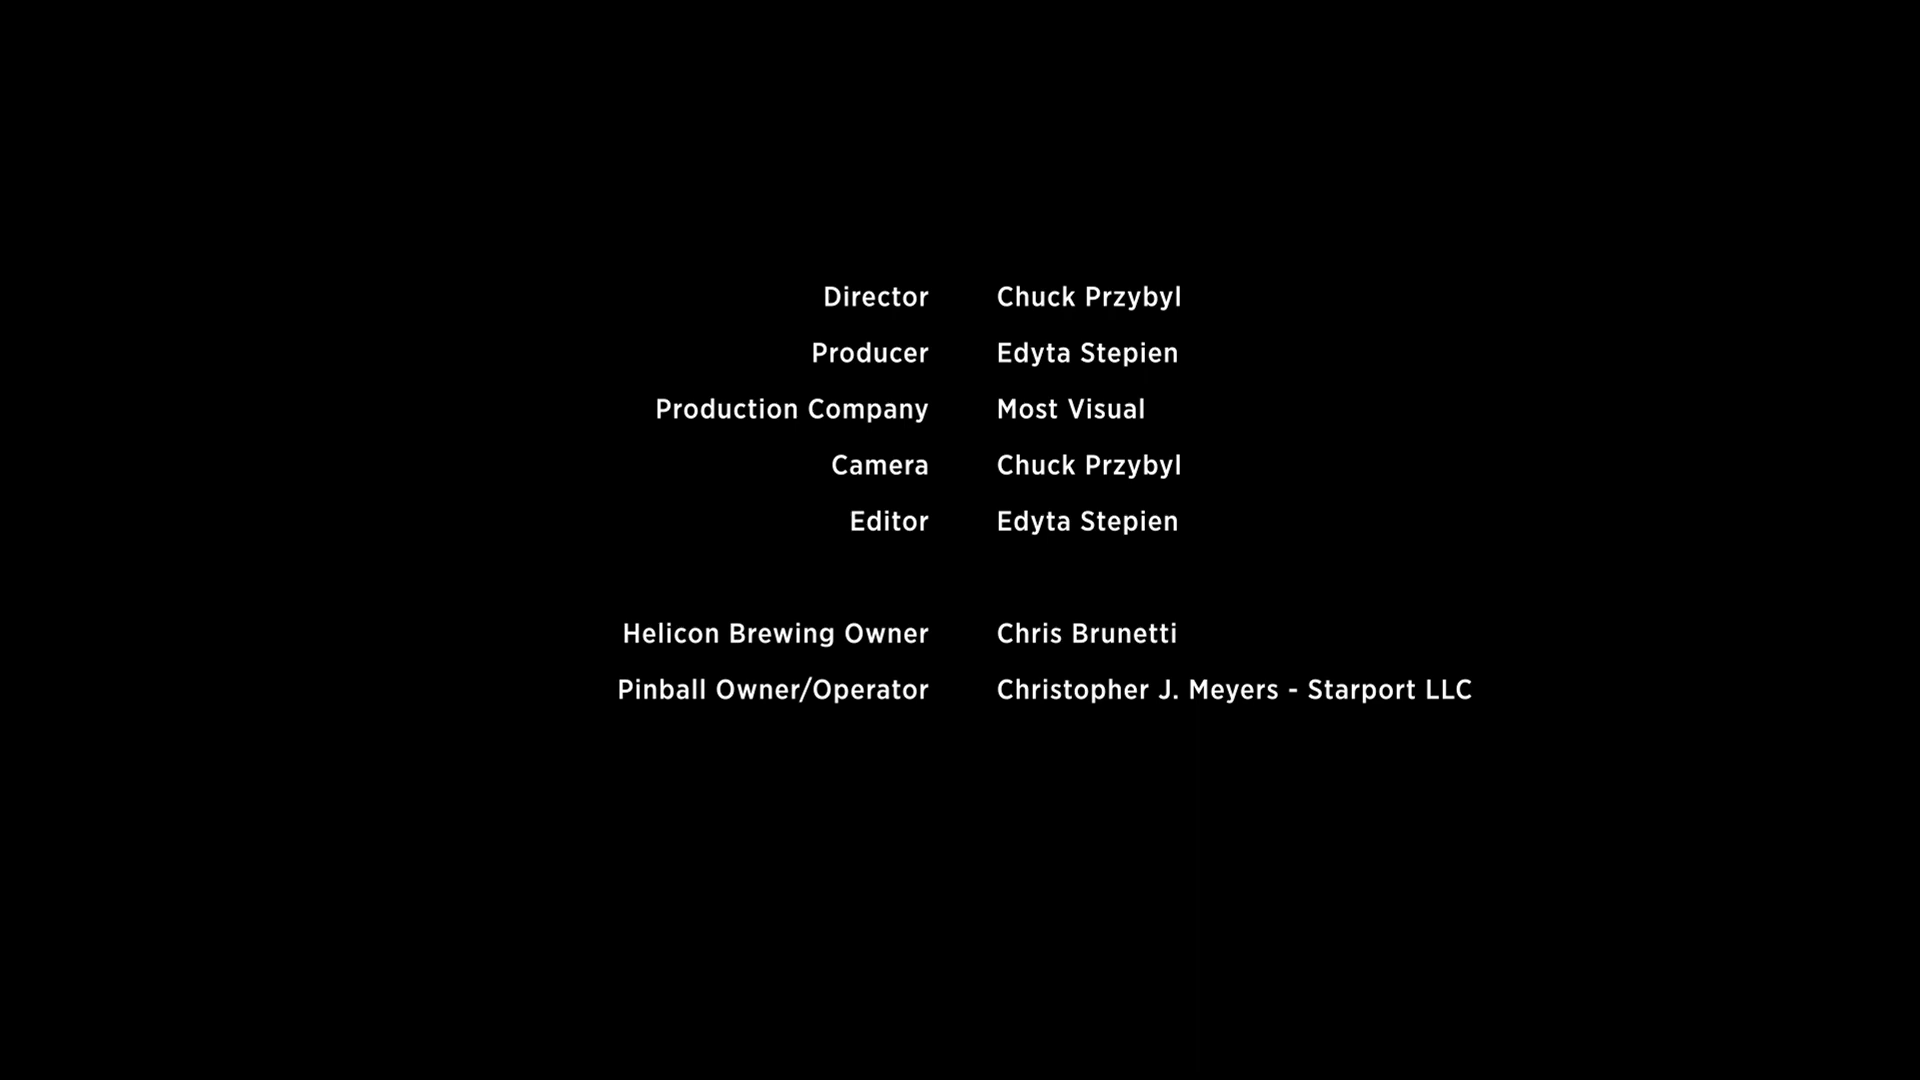 Director Chuck Przybyl
Producer Edyta Stepien
Production Company Most Visual
Camera Chuck Przybyl
Editor Edyta Stepien
Helicon Brewing Owner Chris Brunetti
Pinball Owner/Operator Christopher J. Meyers - Starport LLC